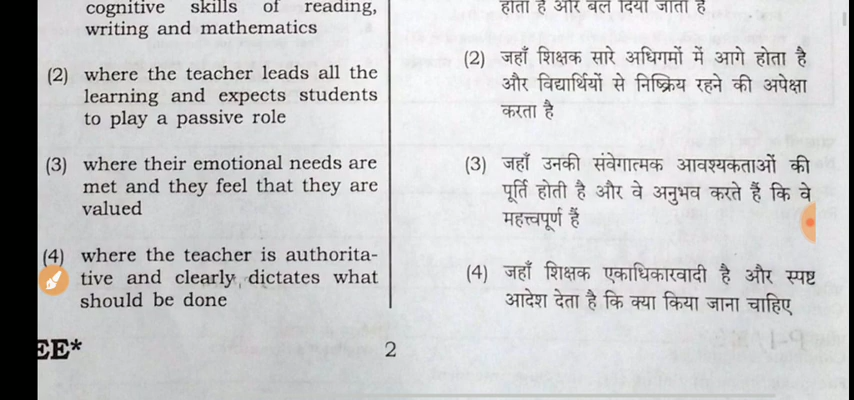 cognitive skills of reading,
writing and mathematics
(2) where the teacher leads all the
learning and expects students
to play a passive role
(3) where their emotional needs are
met and they feel that they are
valued
(4) where the teacher is authorita-
tive and clearly dictates what
should be done
होता है और बल दिया जाता है
(2) जहाँ शिक्षक सारे अधिगमों में आगे होता है
और विद्यार्थियों से निष्क्रिय रहने की अपेक्षा
करता है
(3) जहाँ उनकी संवेगात्मक आवश्यकताओं की
पूर्ति होती है और वे अनुभव करते हैं कि वे
महत्त्वपूर्ण हैं
(4) जहाँ शिक्षक एकाधिकारवादी है और स्पष्ट
आदेश देता है कि क्या किया जाना चाहिए
EE*
2